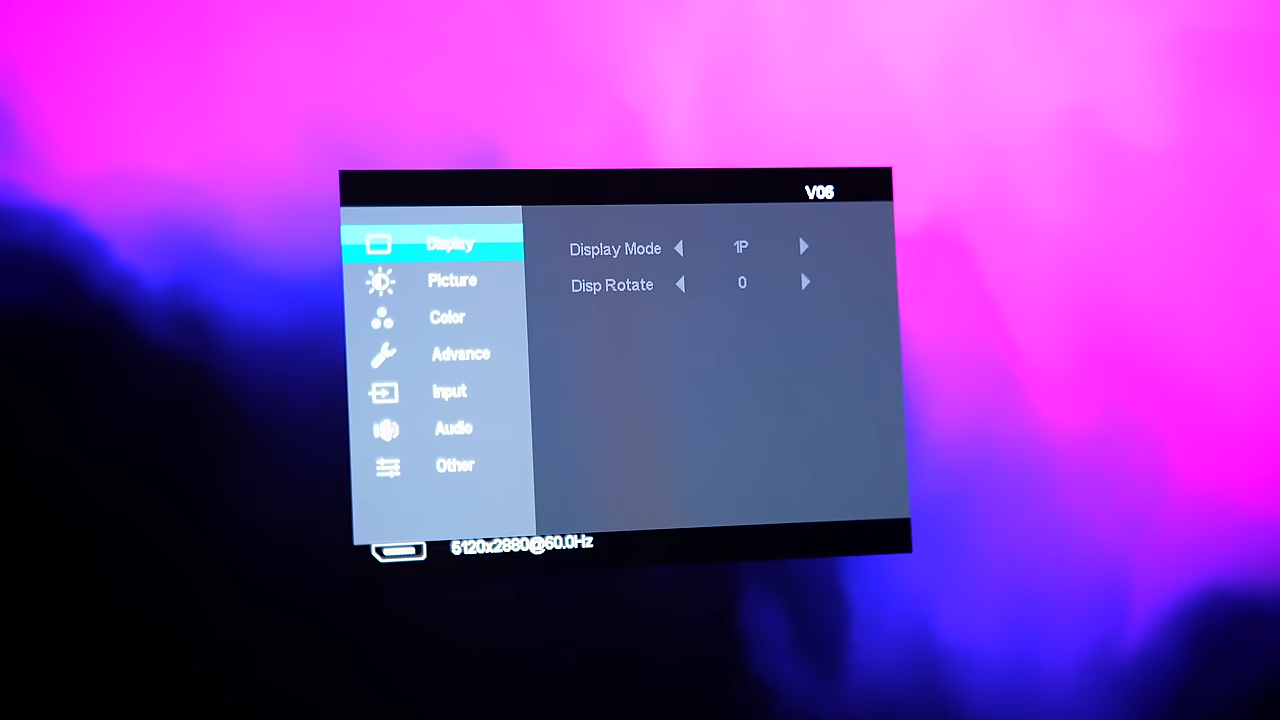 V06
Display
Picture
Color
Advance
Input
Audio
Other
Display Mode 1P
Disp Rotate 0
5120x2880@60.0Hz